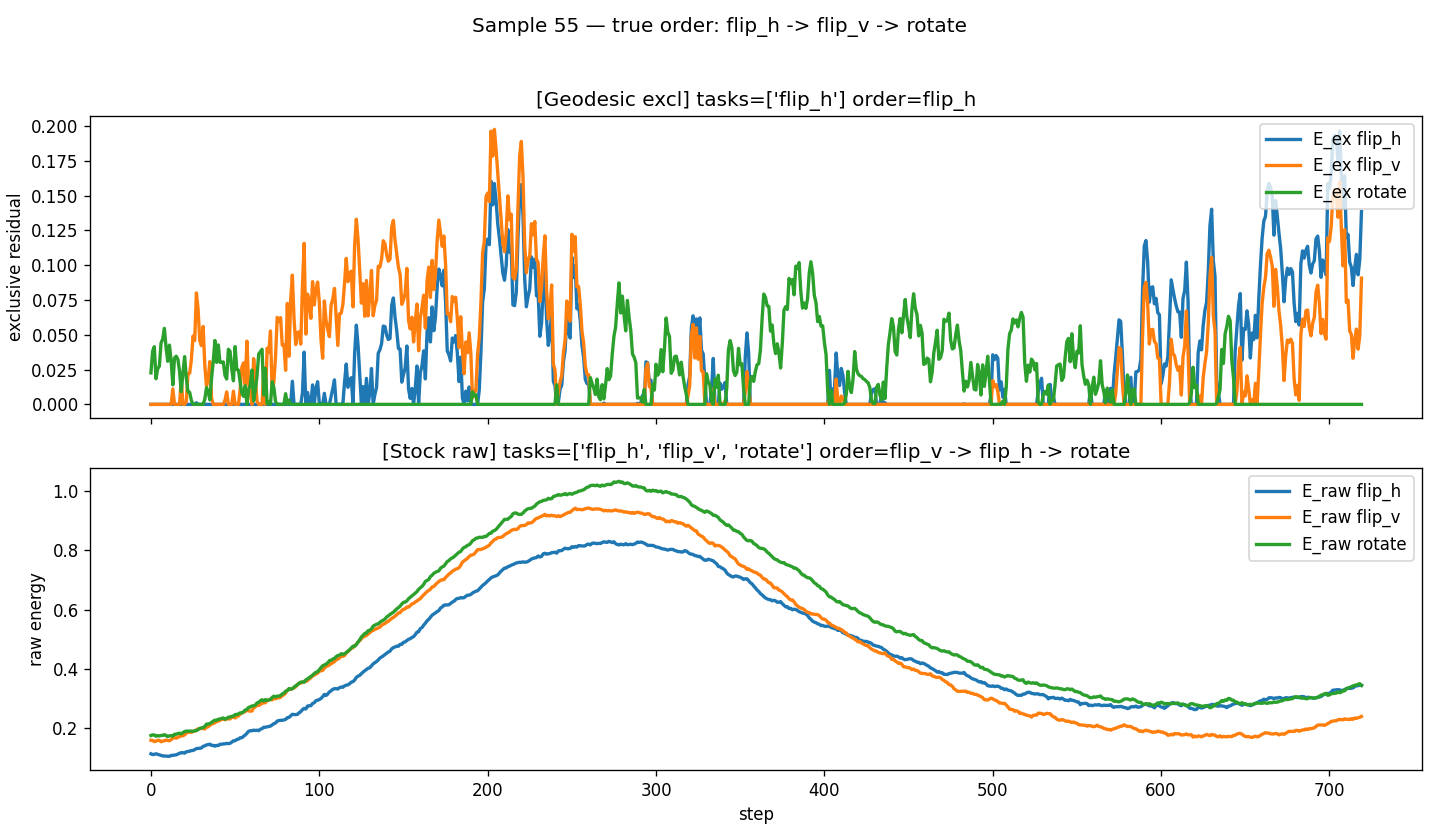 Sample 55 — true order: flip_h -> flip_v -> rotate
[Geodesic excl] tasks=['flip_h'] order=flip_h
exclusive residual
0.200
0.175
0.150
0.125
0.100
0.075
0.050
0.025
0.000
E_ex flip_h
E_ex flip_v
E_ex rotate
[Stock raw] tasks=['flip_h', 'flip_v', 'rotate'] order=flip_v -> flip_h -> rotate
raw energy
1.0
0.8
0.6
0.4
0.2
E_raw flip_h
E_raw flip_v
E_raw rotate
0 100 200 300 400 500 600 700
step